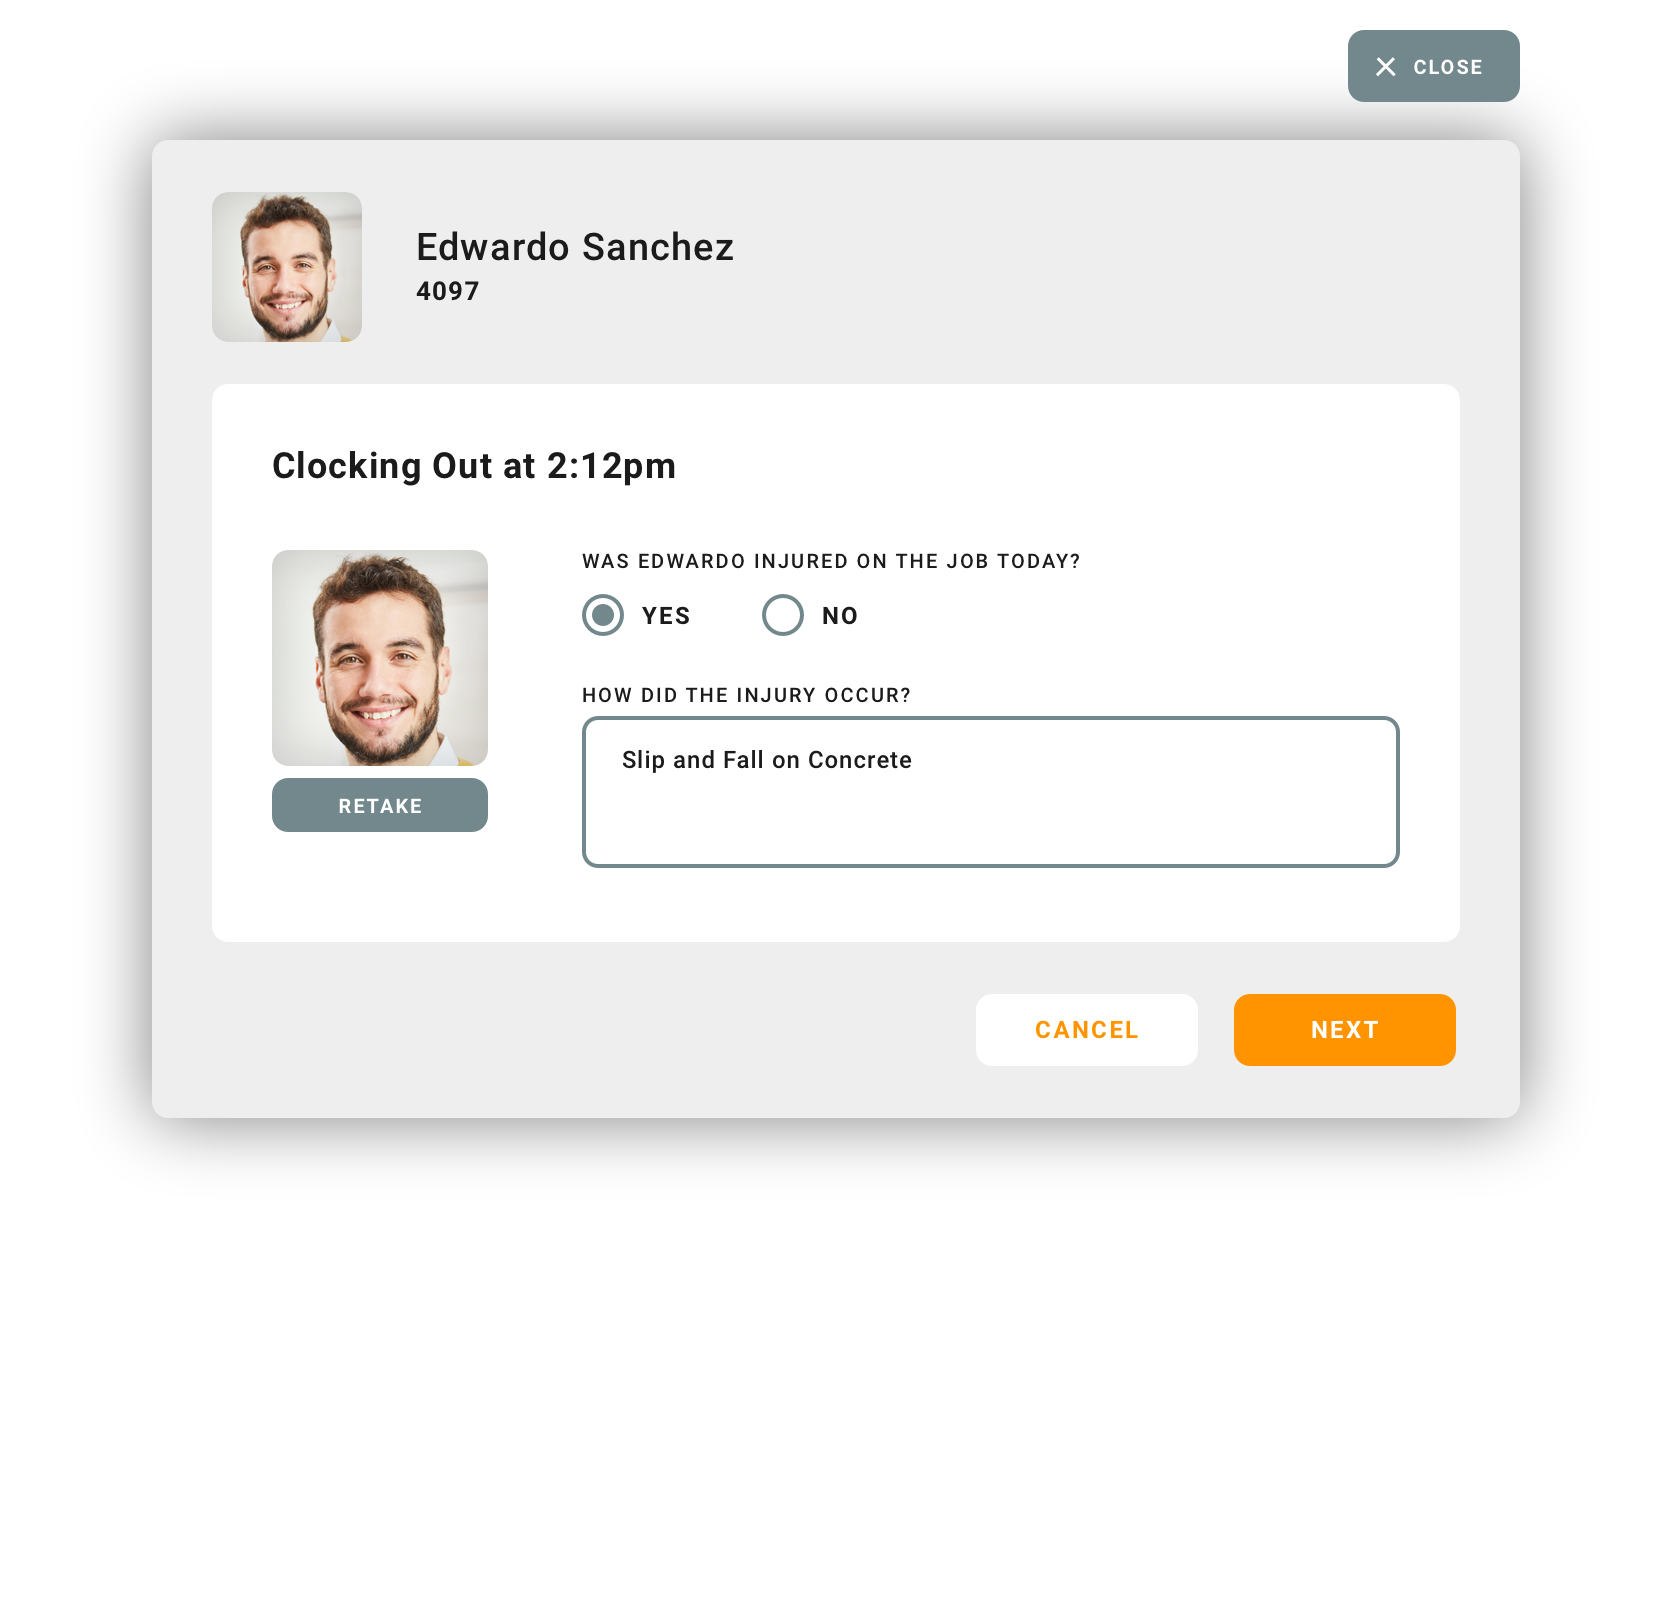 CLOSE
Edwardo Sanchez
4097
Clocking Out at 2:12pm
WAS EDWARDO INJURED ON THE JOB TODAY?
YES NO
HOW DID THE INJURY OCCUR?
Slip and Fall on Concrete
RETAKE
CANCEL NEXT